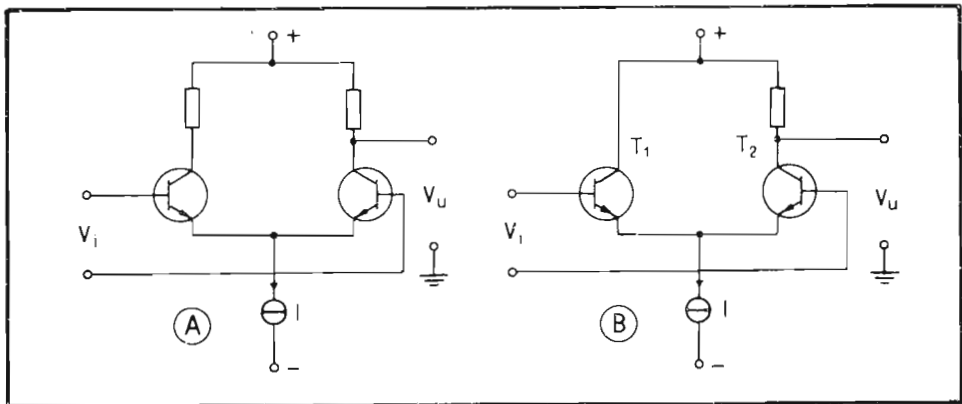 +
+
T₁
T₂
Vᵢ
Vᵤ
V₁
Vᵤ
A
I
B
I
−
−